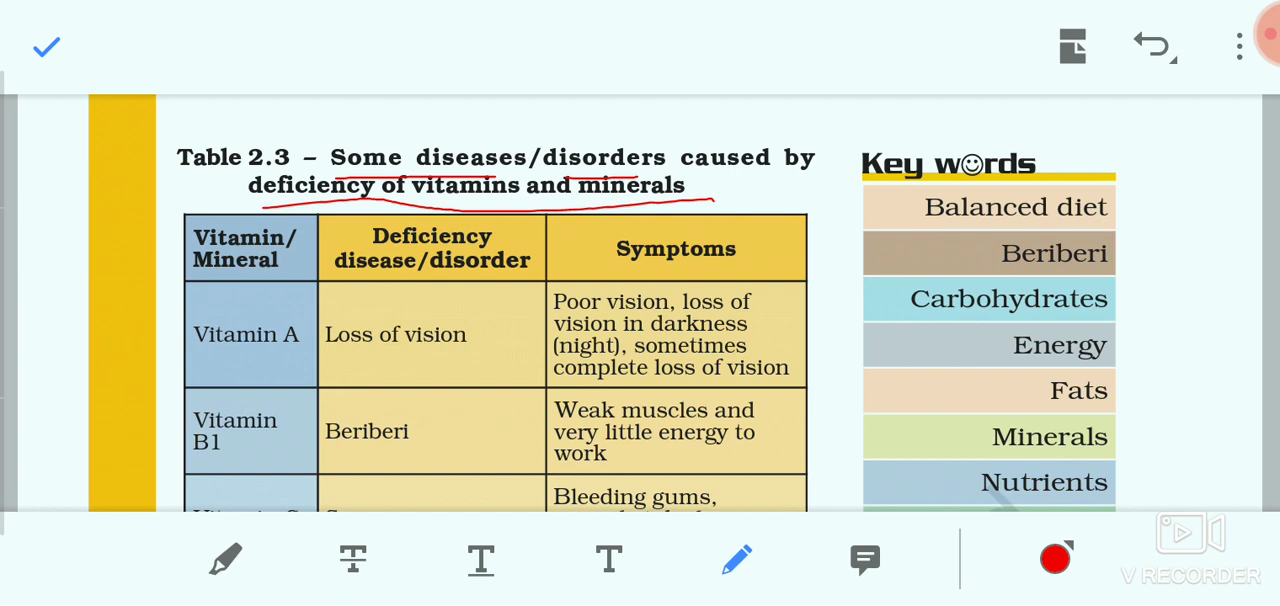 Table 2.3 – Some diseases/disorders caused by
deficiency of vitamins and minerals
Vitamin/
Mineral
Deficiency
disease/disorder
Symptoms
Vitamin A
Loss of vision
Poor vision, loss of
vision in darkness
(night), sometimes
complete loss of vision
Vitamin
B1
Beriberi
Weak muscles and
very little energy to
work
Bleeding gums,
Key words
Balanced diet
Beriberi
Carbohydrates
Energy
Fats
Minerals
Nutrients
V RECORDER